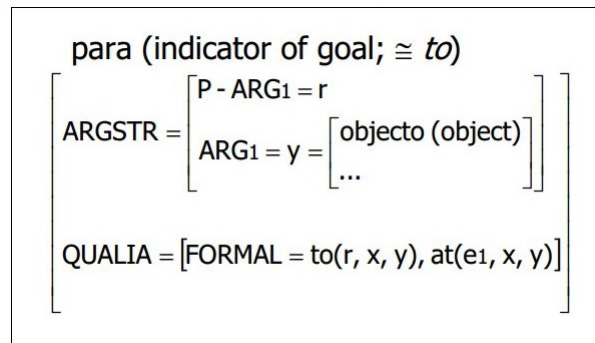 para (indicator of goal; ≅ to)
P - ARG1 = r
ARGSTR =
ARG1 = y = objecto (object)
...
QUALIA = [FORMAL = to(r, x, y), at(e1, x, y)]